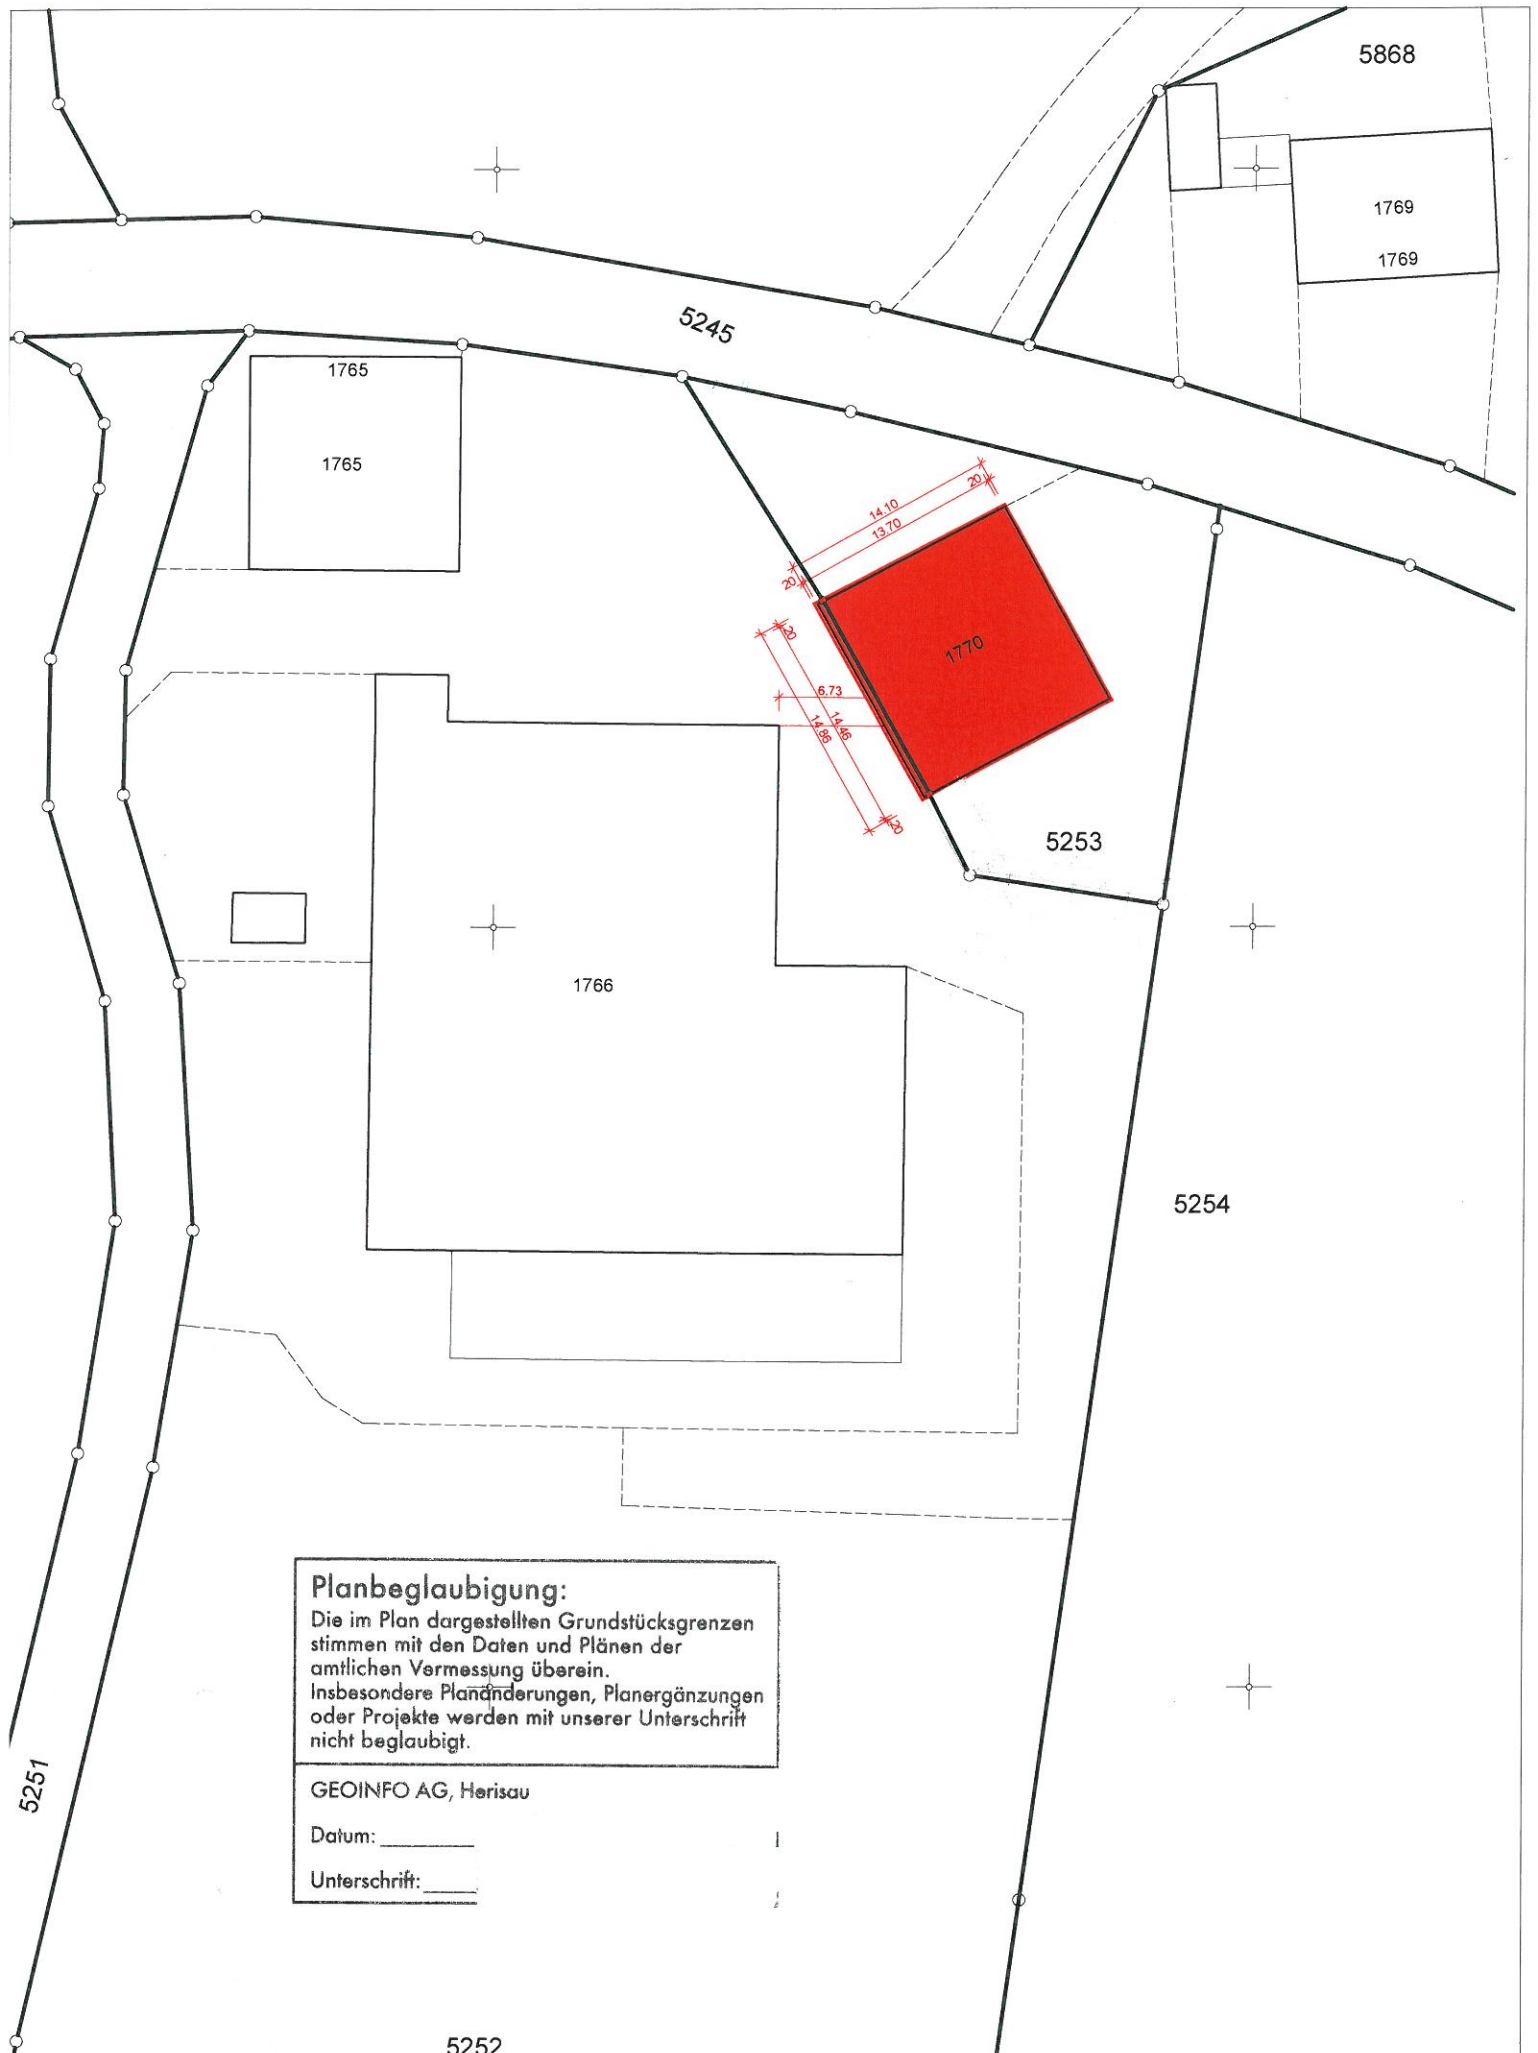 5868
1769
1769
5245
1765
1765
14.10
20
13.70
20
20
1770
6.73
14.46
14.86
20
5253
1766
5254
Planbeglaubigung:
Die im Plan dargestellten Grundstücksgrenzen
stimmen mit den Daten und Plänen der
amtlichen Vermessung überein.
Insbesondere Planänderungen, Planergänzungen
oder Projekte werden mit unserer Unterschrift
nicht beglaubigt.
5251
GEOINFO AG, Herisau
Datum:
Unterschrift:
5252